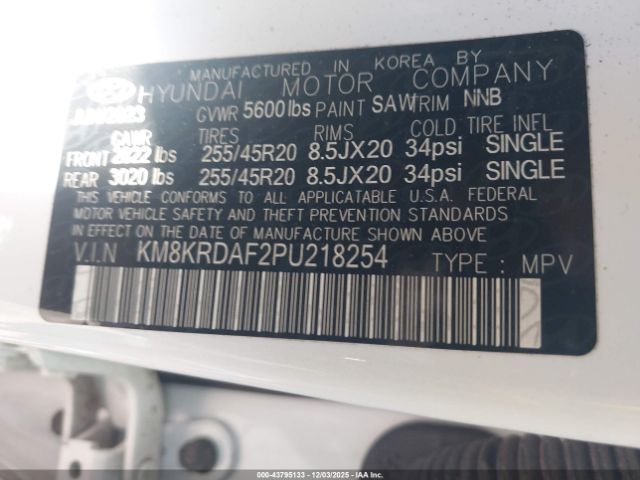 MANUFACTURED IN KOREA BY
HYUNDAI MOTOR COMPANY
GVWR 5600 lbs PAINT SAW TRIM NNB
GAWR TIRES RIMS COLD TIRE INFL
FRONT 2822 lbs 255/45R20 8.5JX20 34psi SINGLE
REAR 3020 lbs 255/45R20 8.5JX20 34psi SINGLE
THIS VEHICLE CONFORMS TO ALL APPLICATABLE U.S.A. FEDERAL
MOTOR VEHICLE SAFETY AND THEFT PREVENTION STANDARDS
IN EFFECT ON THE DATE OF MANUFACTURE SHOWN ABOVE.
V.I.N KM8KRDAF2PU218254 TYPE : MPV
000-43795133 - 12/03/2025 - IAA Inc.